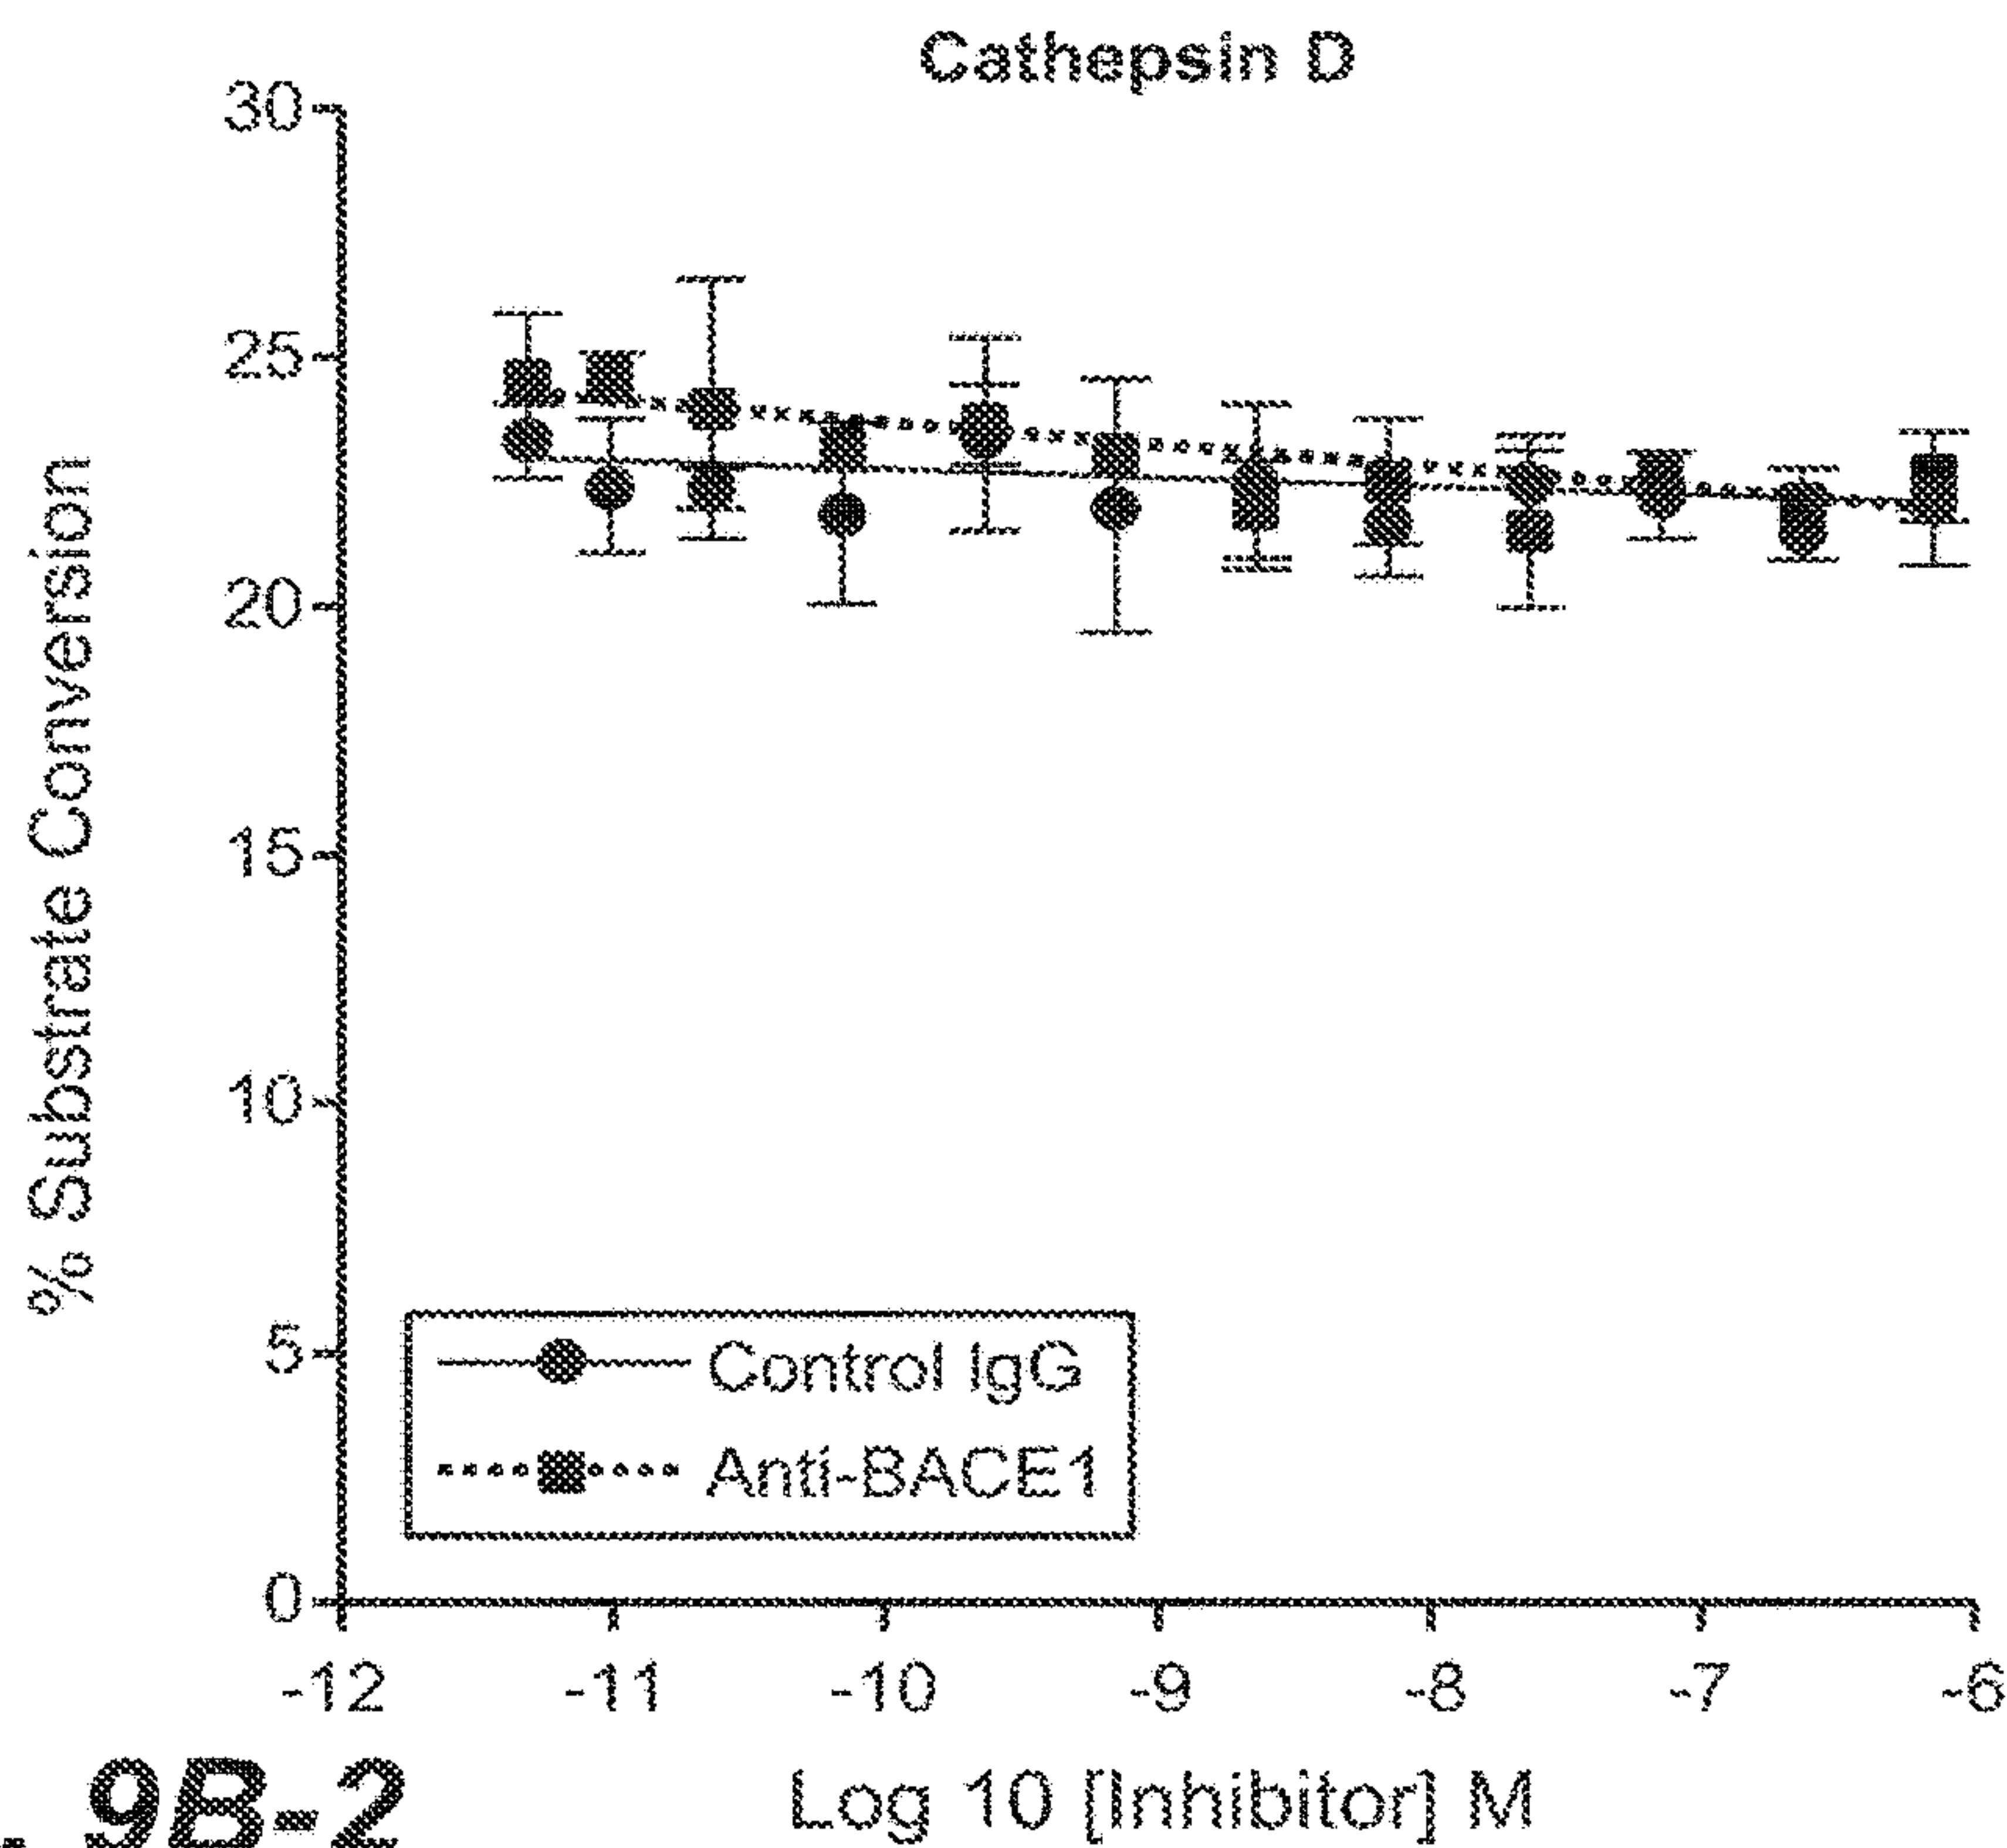 Cathepsin D
30
25
20
15
10
5
0
% Substrate Conversion
Control IgG
Anti-BACE1
-12 -11 -10 -9 -8 -7 -6
Log 10 [Inhibitor] M
. 9B-2